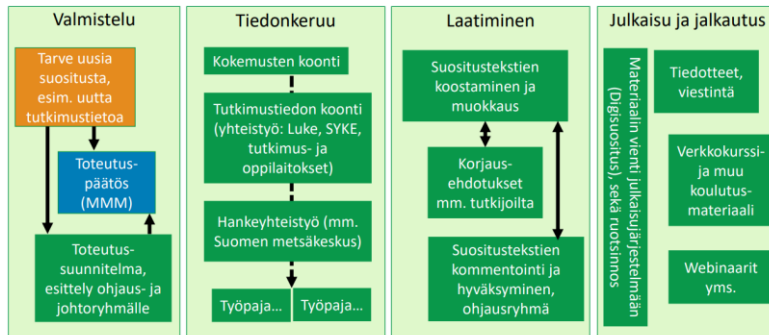 Valmistelu
Tarve uusia
suositusta,
esim. uutta
tutkimustietoa
Toteutus-
päätös
(MMM)
Toteutus-
suunnitelma,
esittely ohjaus- ja
johtoryhmälle
Tiedonkeruu
Kokemusten koonti
Tutkimustiedon koonti
(yhteistyö: Luke, SYKE,
tutkimus- ja
oppilaitokset)
Hankeyhteistyö (mm.
Suomen metsäkeskus)
Työpaja...
Työpaja...
Laatiminen
Suositustekstien
koostaminen ja
muokkaus
Korjaus-
ehdotukset
mm. tutkijoilta
Suositustekstien
kommentointi ja
hyväksyminen,
ohjausryhmä
Julkaisu ja jalkautus
Materiaalin vienti julkaisujärjestelmään
(Digisuositus), sekä ruotsinnos
Tiedotteet,
viestintä
Verkkokurssi-
ja muu
koulutus-
materiaali
Webinaarit
yms.